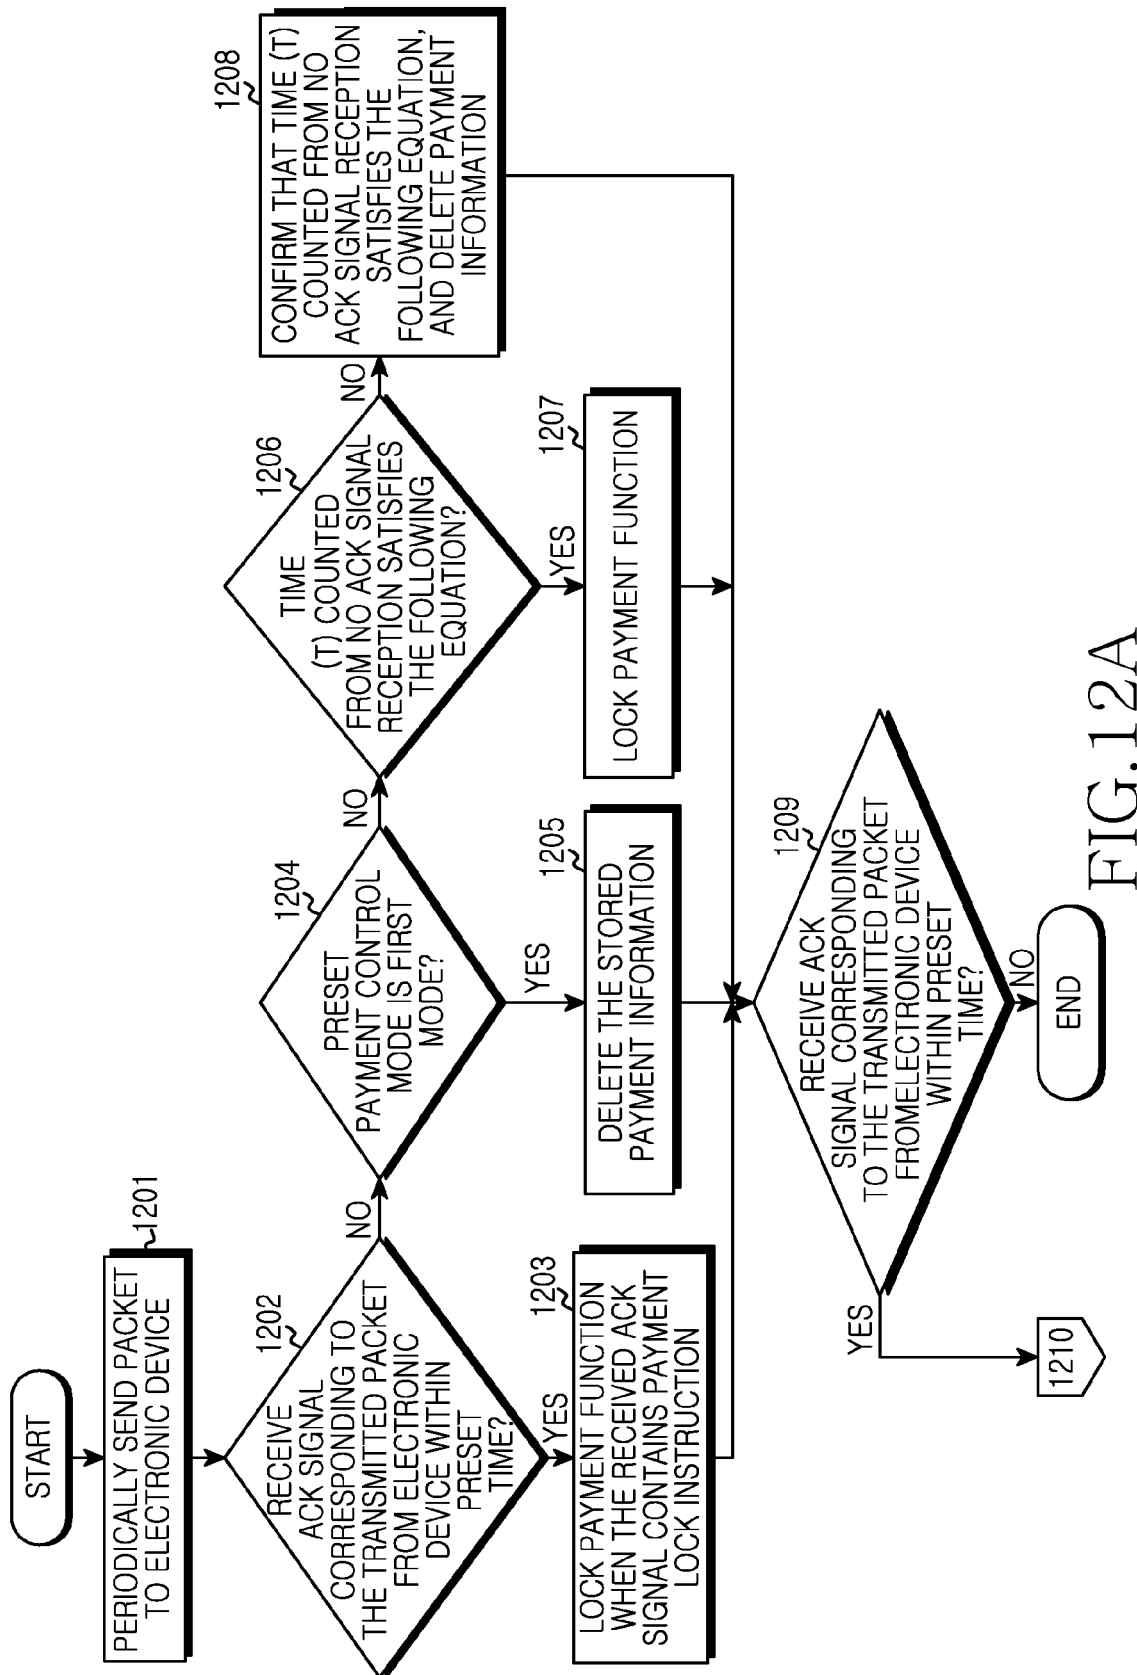 START
1201
PERIODICALLY SEND PACKET
TO ELECTRONIC DEVICE
1202
RECEIVE
ACK SIGNAL
CORRESPONDING TO
THE TRANSMITTED PACKET
FROM ELECTRONIC
DEVICE WITHIN
PRESET
TIME?
NO
YES
1203
LOCK PAYMENT FUNCTION
WHEN THE RECEIVED ACK
SIGNAL CONTAINS PAYMENT
LOCK INSTRUCTION
1204
PRESET
PAYMENT CONTROL
MODE IS FIRST
MODE?
NO
YES
1205
DELETE THE STORED
PAYMENT INFORMATION
1206
TIME
(T) COUNTED
FROM NO ACK SIGNAL
RECEPTION SATISFIES
THE FOLLOWING
EQUATION?
NO
YES
1207
LOCK PAYMENT FUNCTION
1208
CONFIRM THAT TIME (T)
COUNTED FROM NO
ACK SIGNAL RECEPTION
SATISFIES THE
FOLLOWING EQUATION,
AND DELETE PAYMENT
INFORMATION
1209
RECEIVE ACK
SIGNAL CORRESPONDING
TO THE TRANSMITTED PACKET
FROMELECTRONIC DEVICE
WITHIN PRESET
TIME?
YES
NO
1210
END
FIG.12A